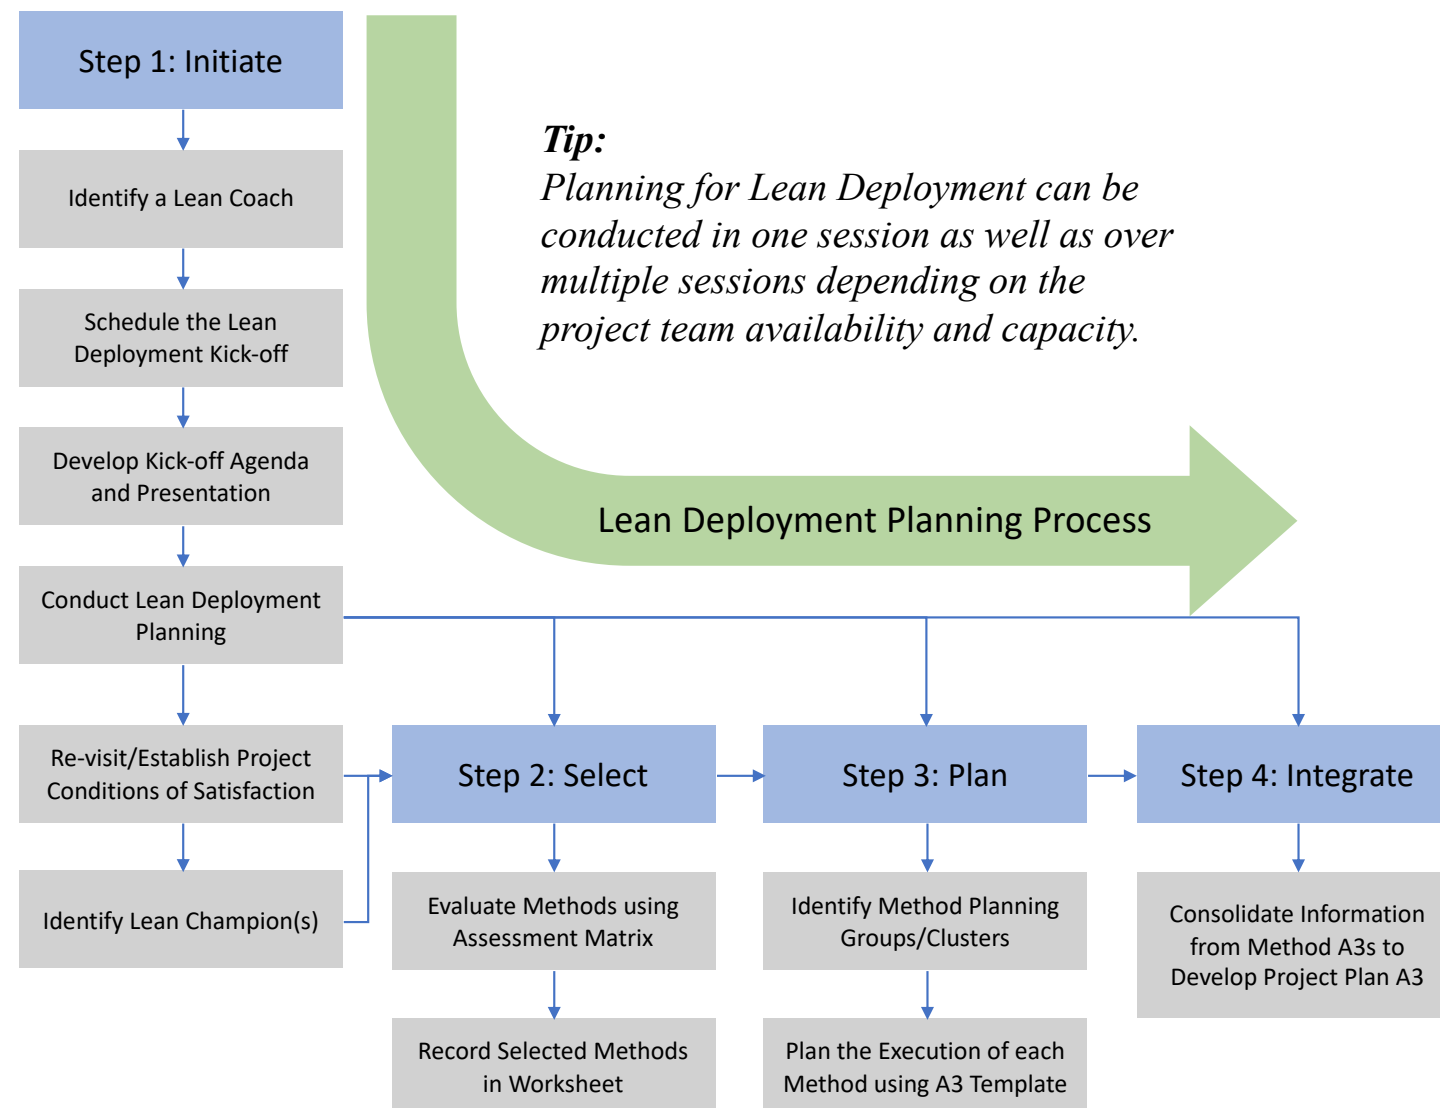 Step 1: Initiate
Identify a Lean Coach
Schedule the Lean
Deployment Kick-off
Develop Kick-off Agenda
and Presentation
Conduct Lean Deployment
Planning
Re-visit/Establish Project
Conditions of Satisfaction
Identify Lean Champion(s)
Tip:
Planning for Lean Deployment can be
conducted in one session as well as over
multiple sessions depending on the
project team availability and capacity.
Lean Deployment Planning Process
Step 2: Select
Evaluate Methods using
Assessment Matrix
Record Selected Methods
in Worksheet
Step 3: Plan
Identify Method Planning
Groups/Clusters
Plan the Execution of each
Method using A3 Template
Step 4: Integrate
Consolidate Information
from Method A3s to
Develop Project Plan A3